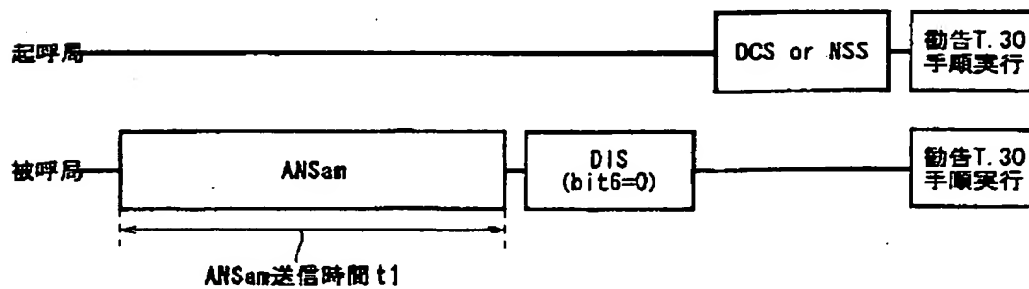 起呼局
DCS or NSS
勧告T.30
手順実行
被呼局
ANSam
DIS
(bit6=0)
勧告T.30
手順実行
ANSam送信時間t1